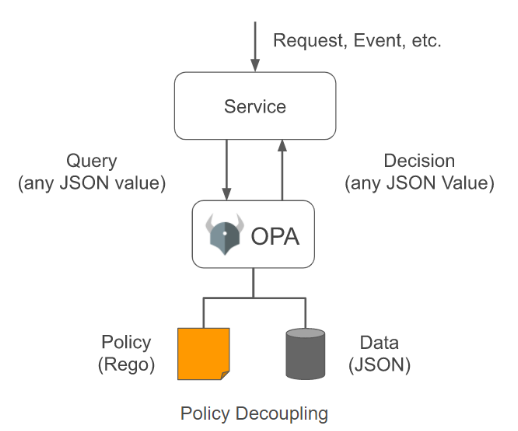 Request, Event, etc.
Service
Query
(any JSON value)
Decision
(any JSON Value)
OPA
Policy
(Rego)
Data
(JSON)
Policy Decoupling